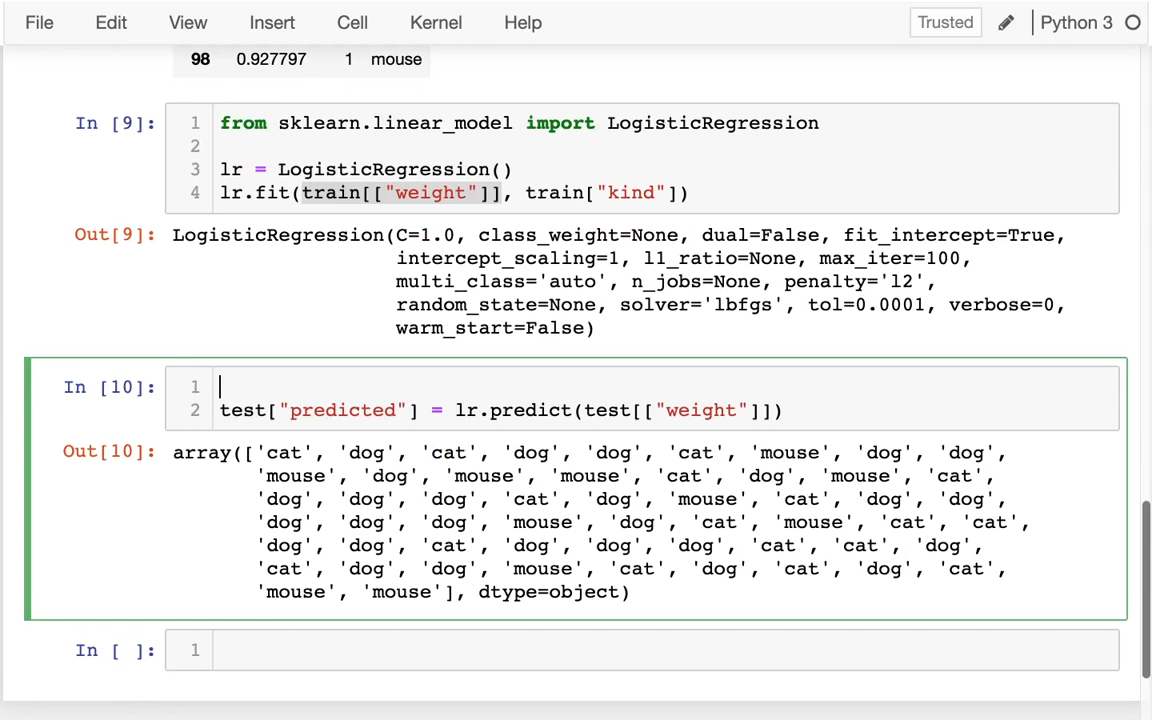 File Edit View Insert Cell Kernel Help Trusted Python 3
98 0.927797 1 mouse
In [9]:
1 from sklearn.linear_model import LogisticRegression
2
3 lr = LogisticRegression()
4 lr.fit(train[["weight"]], train["kind"])
Out[9]: LogisticRegression(C=1.0, class_weight=None, dual=False, fit_intercept=True,
intercept_scaling=1, l1_ratio=None, max_iter=100,
multi_class='auto', n_jobs=None, penalty='l2',
random_state=None, solver='lbfgs', tol=0.0001, verbose=0,
warm_start=False)
In [10]:
1
2 test["predicted"] = lr.predict(test[["weight"]])
Out[10]: array(['cat', 'dog', 'cat', 'dog', 'dog', 'cat', 'mouse', 'dog', 'dog',
'mouse', 'dog', 'mouse', 'mouse', 'cat', 'dog', 'mouse', 'cat',
'dog', 'dog', 'dog', 'cat', 'dog', 'mouse', 'cat', 'dog', 'dog',
'dog', 'dog', 'dog', 'mouse', 'dog', 'cat', 'mouse', 'cat', 'cat',
'dog', 'dog', 'cat', 'dog', 'dog', 'dog', 'cat', 'cat', 'dog',
'cat', 'dog', 'dog', 'mouse', 'cat', 'dog', 'cat', 'dog', 'cat',
'mouse', 'mouse'], dtype=object)
In [ ]: 1